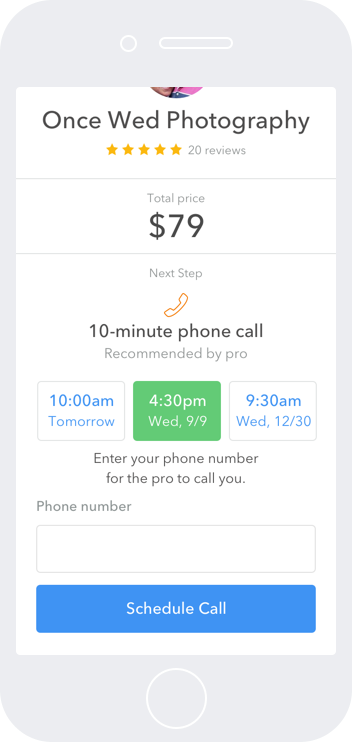 Once Wed Photography
20 reviews
Total price
$79
Next Step
10-minute phone call
Recommended by pro
10:00am 4:30pm 9:30am
Tomorrow Wed, 9/9 Wed, 12/30
Enter your phone number
for the pro to call you.
Phone number
Schedule Call